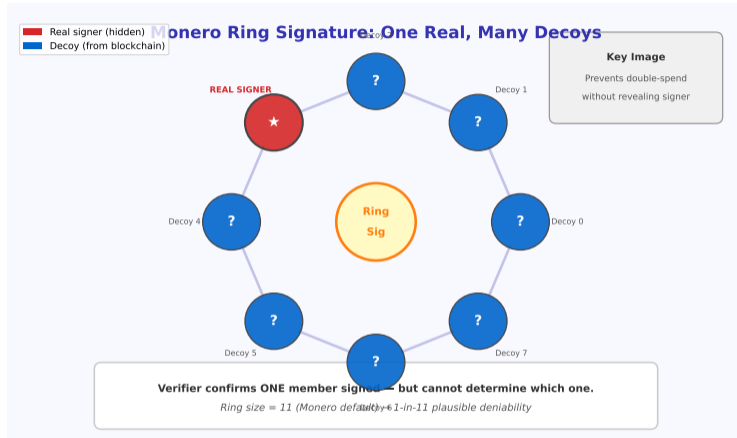 Monero Ring Signature: One Real, Many Decoys
Real signer (hidden)
Decoy (from blockchain)
Key Image
Prevents double-spend
without revealing signer
REAL SIGNER
★
?
Decoy 1
?
Decoy 4
?
Ring
Sig
?
Decoy 0
?
?
Decoy 5
Decoy 7
?
Verifier confirms ONE member signed — but cannot determine which one.
Ring size = 11 (Monero default) → 1-in-11 plausible deniability
Decoy 6